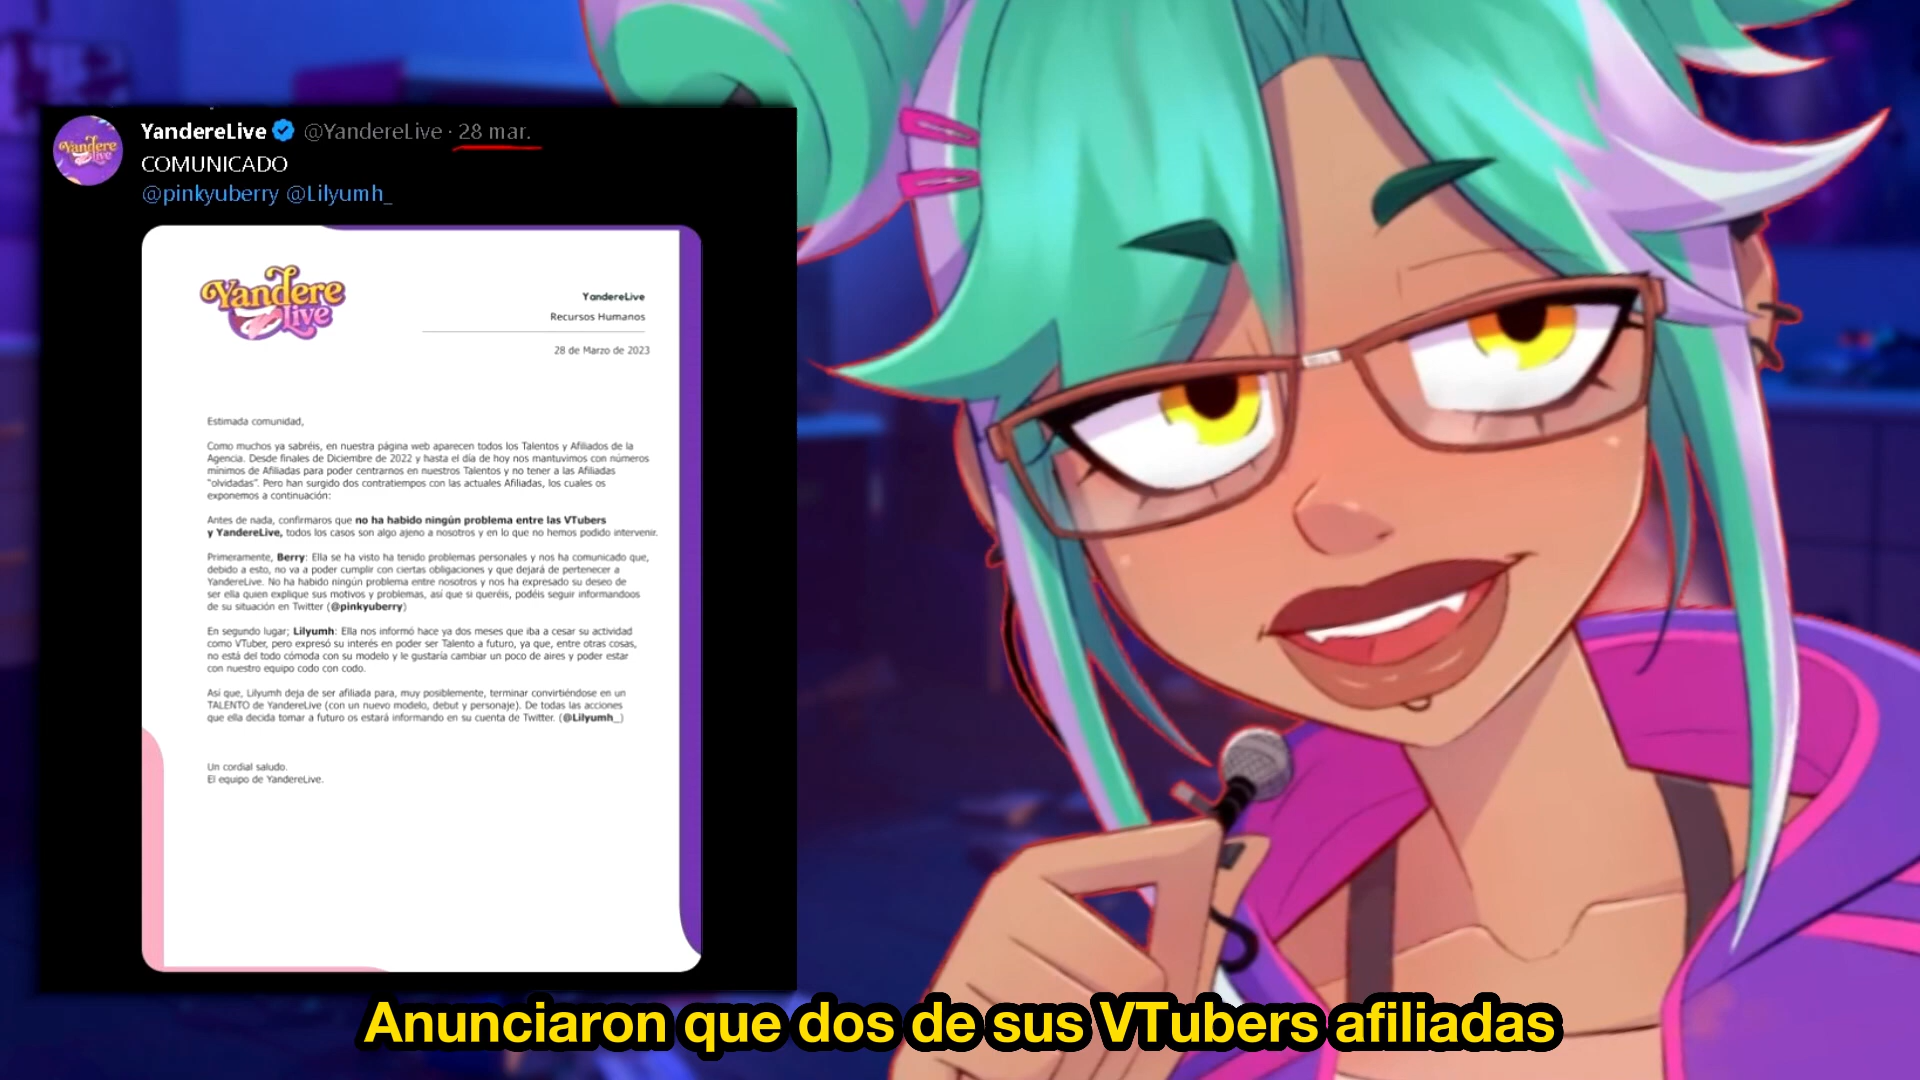 YandereLive @YandereLive · 28 mar.
COMUNICADO
@pinkyuberry @Lilyumh_
Yandere
live
Yandere
live
YandereLive
Recursos Humanos
28 de Marzo de 2023
Estimada comunidad,
Como muchos ya sabréis, en nuestra página web aparecen todos los Talentos y Afiliados de la
Agencia. Desde finales de Diciembre de 2022 y hasta el día de hoy nos mantuvimos con números
mínimos de Afiliadas para poder centrarnos en nuestros Talentos y no tener a las Afiliadas
"olvidadas". Pero han surgido dos contratiempos con las actuales Afiliadas, los cuales os
exponemos a continuación:
Antes de nada, confirmaros que no ha habido ningún problema entre las VTubers
y YandereLive, todos los casos son algo ajeno a nosotros y en lo que no hemos podido intervenir.
Primeramente, Berry: Ella se ha visto ha tenido problemas personales y nos ha comunicado que,
debido a esto, no va a poder cumplir con ciertas obligaciones y que dejará de pertenecer a
YandereLive. No ha habido ningún problema entre nosotros y nos ha expresado su deseo de
ser ella quien explique sus motivos y problemas, así que si queréis, podéis seguir informandoos
de su situación en Twitter (@pinkyuberry)
En segundo lugar; Lilyumh: Ella nos informó hace ya dos meses que iba a cesar su actividad
como VTuber, pero expresó su interés en poder ser Talento a futuro, ya que, entre otras cosas,
no está del todo cómoda con su modelo y le gustaría cambiar un poco de aires y poder estar
con nuestro equipo codo con codo.
Así que, Lilyumh deja de ser afiliada para, muy posiblemente, terminar convirtiéndose en un
TALENTO de YandereLive (con un nuevo modelo, debut y personaje). De todas las acciones
que ella decida tomar a futuro os estará informando en su cuenta de Twitter. (@Lilyumh_)
Un cordial saludo.
El equipo de YandereLive.
Anunciaron que dos de sus VTubers afiliadas